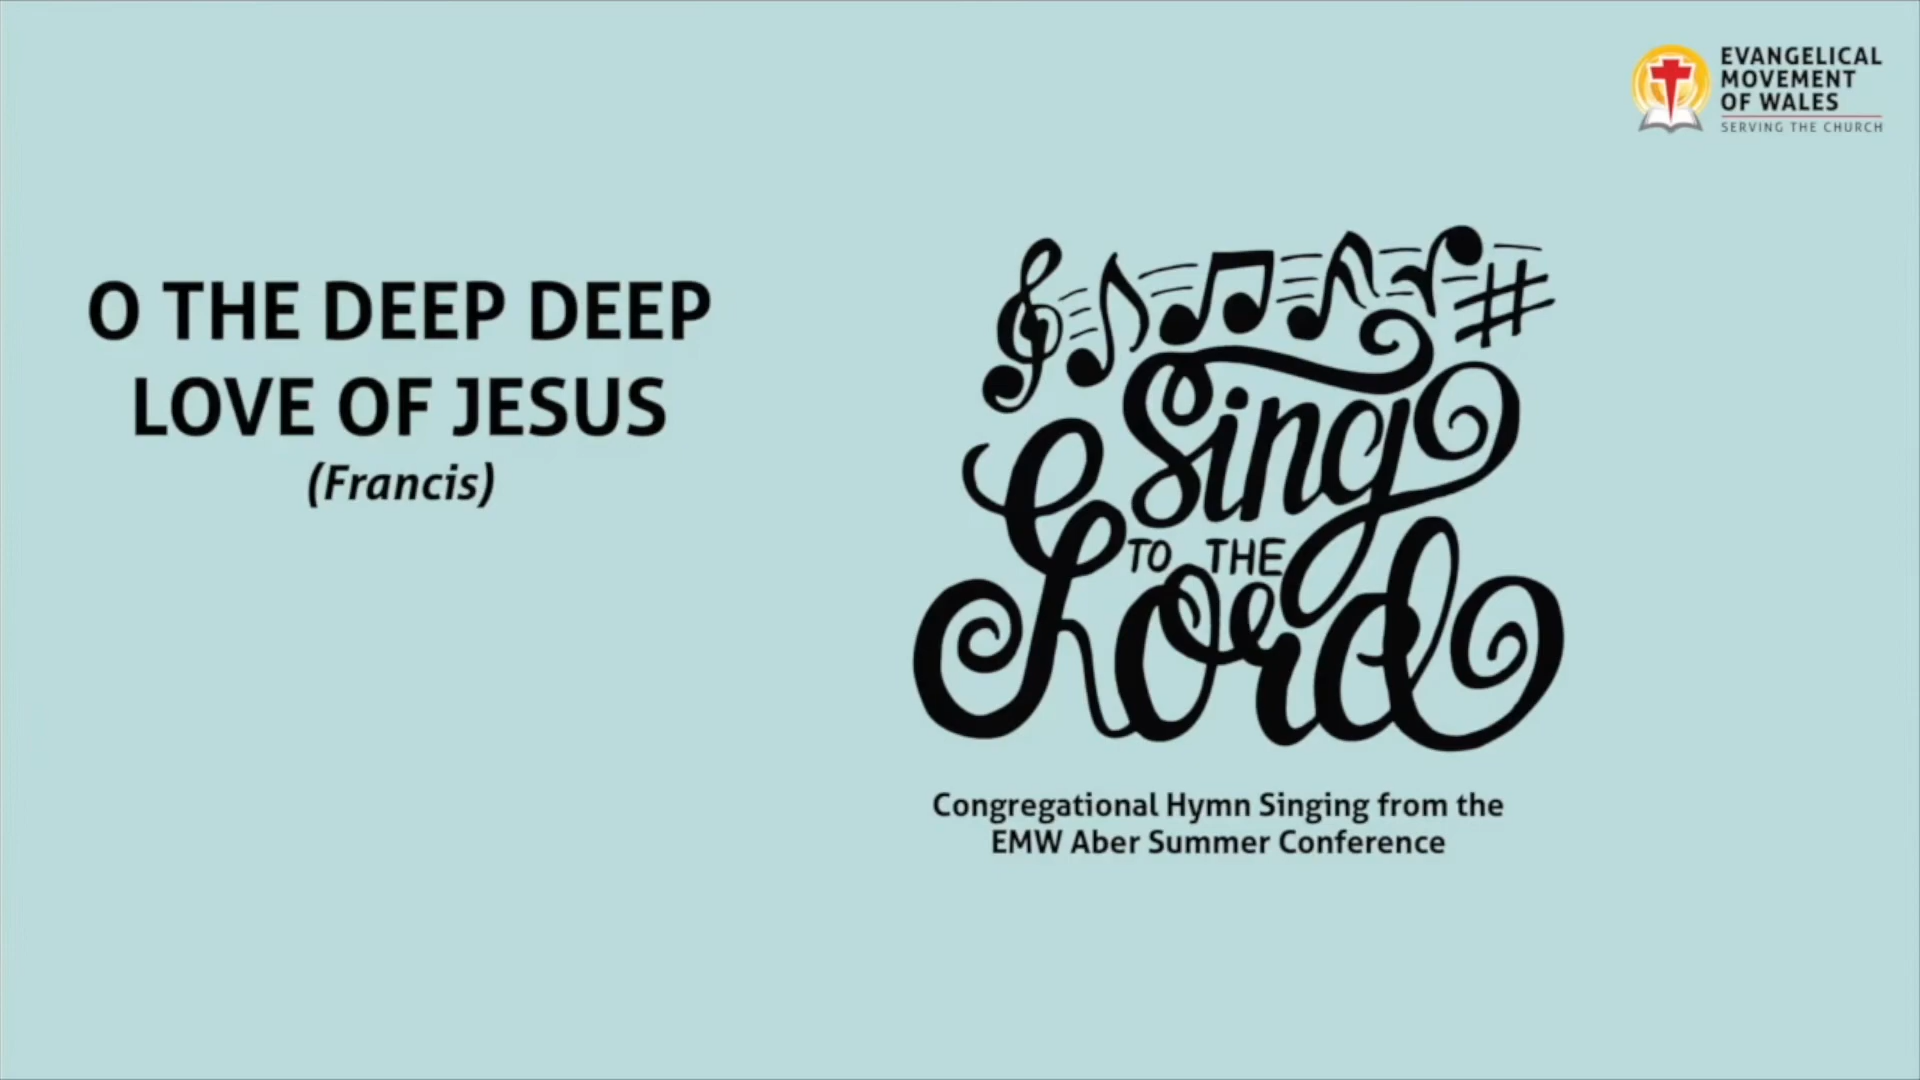 EVANGELICAL
MOVEMENT
OF WALES
SERVING THE CHURCH
O THE DEEP DEEP
LOVE OF JESUS
(Francis)
Sing
TO THE
Lord
Congregational Hymn Singing from the
EMW Aber Summer Conference